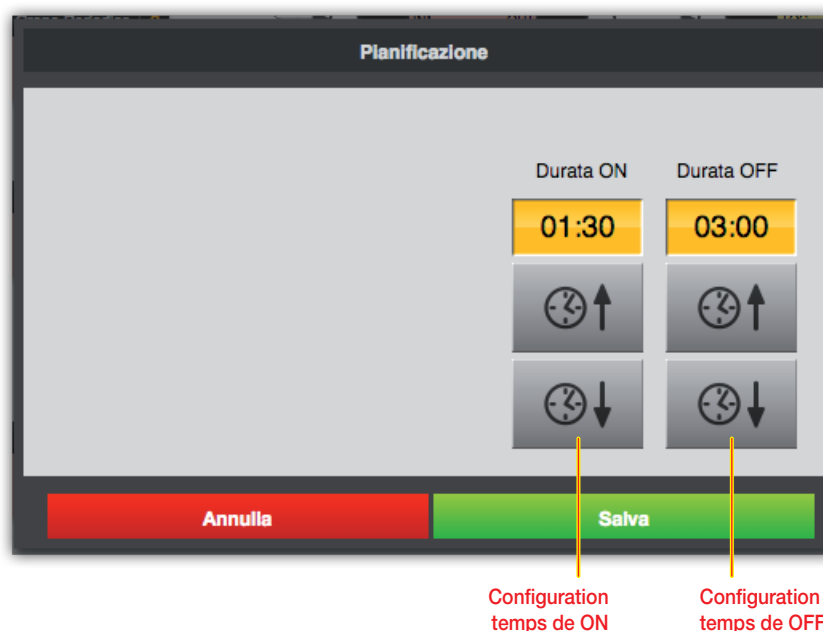 Pianificazione
Durata ON Durata OFF
01:30 03:00
Annulla Salva
Configuration Configuration
temps de ON temps de OFF